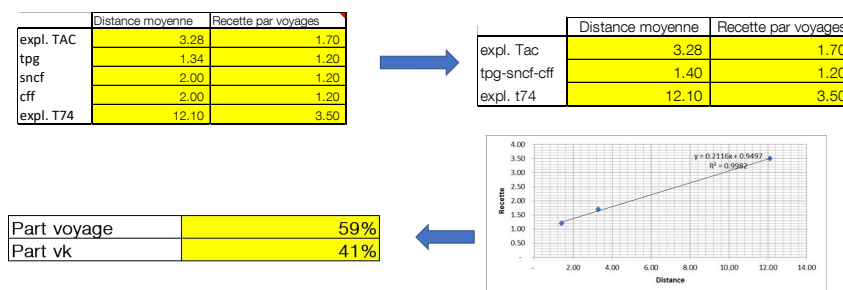 Distance moyenne Recette par voyages
expl. TAC 3.28 1.70
tpg 1.34 1.20
sncf 2.00 1.20
cff 2.00 1.20
expl. T74 12.10 3.50
Distance moyenne Recette par voyages
expl. Tac 3.28 1.70
tpg-sncf-cff 1.40 1.20
expl. t74 12.10 3.50
4.00
3.50
3.00
2.50
2.00
1.50
1.00
0.50
-
Recette
y = 0.2116x + 0.9497
R² = 0.9982
- 2.00 4.00 6.00 8.00 10.00 12.00 14.00
Distance
Part voyage 59%
Part vk 41%